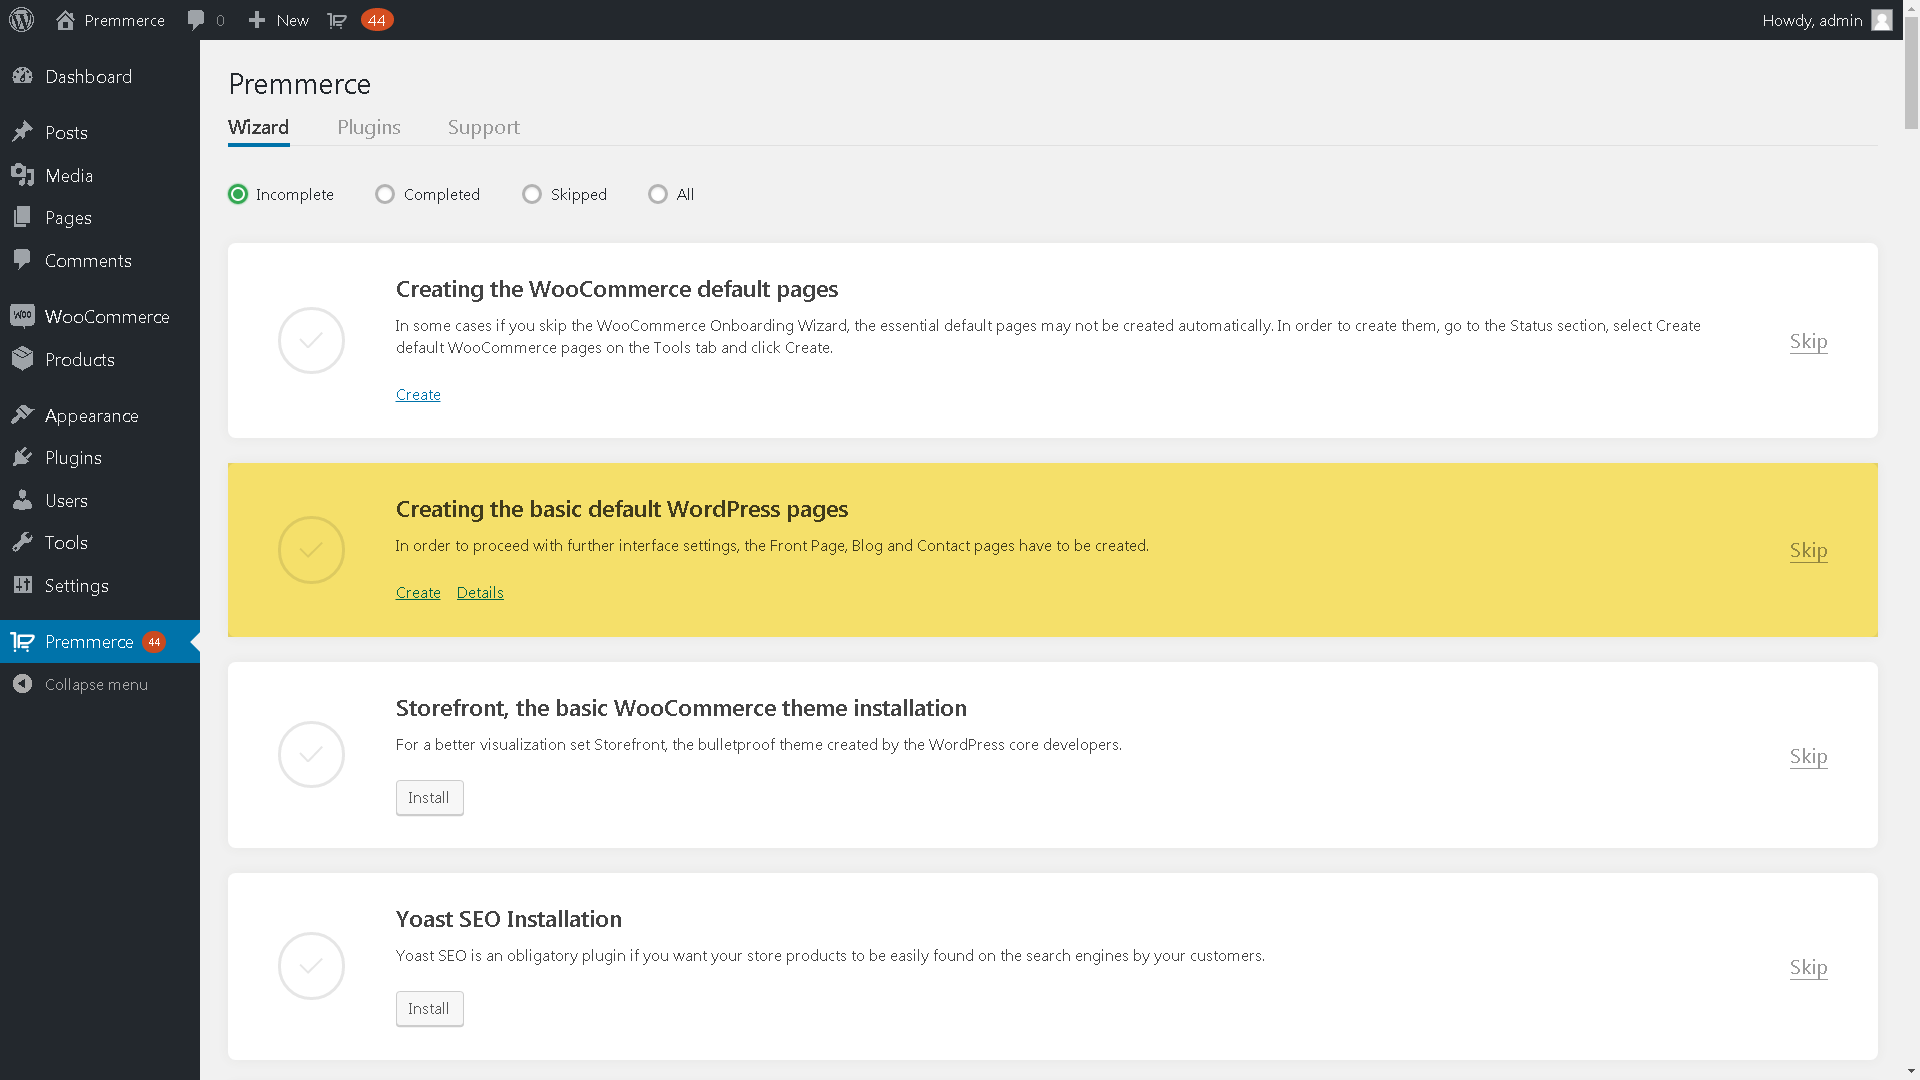 Premmerce 0 New 44 Howdy, admin
Dashboard
Posts
Media
Pages
Comments
WooCommerce
Products
Appearance
Plugins
Users
Tools
Settings
Premmerce 44
Collapse menu
Premmerce
Wizard Plugins Support
Incomplete Completed Skipped All
Creating the WooCommerce default pages
In some cases if you skip the WooCommerce Onboarding Wizard, the essential default pages may not be created automatically. In order to create them, go to the Status section, select Create
default WooCommerce pages on the Tools tab and click Create.
Create
Skip
Creating the basic default WordPress pages
In order to proceed with further interface settings, the Front Page, Blog and Contact pages have to be created.
Create Details
Skip
Storefront, the basic WooCommerce theme installation
For a better visualization set Storefront, the bulletproof theme created by the WordPress core developers.
Install
Skip
Yoast SEO Installation
Yoast SEO is an obligatory plugin if you want your store products to be easily found on the search engines by your customers.
Install
Skip